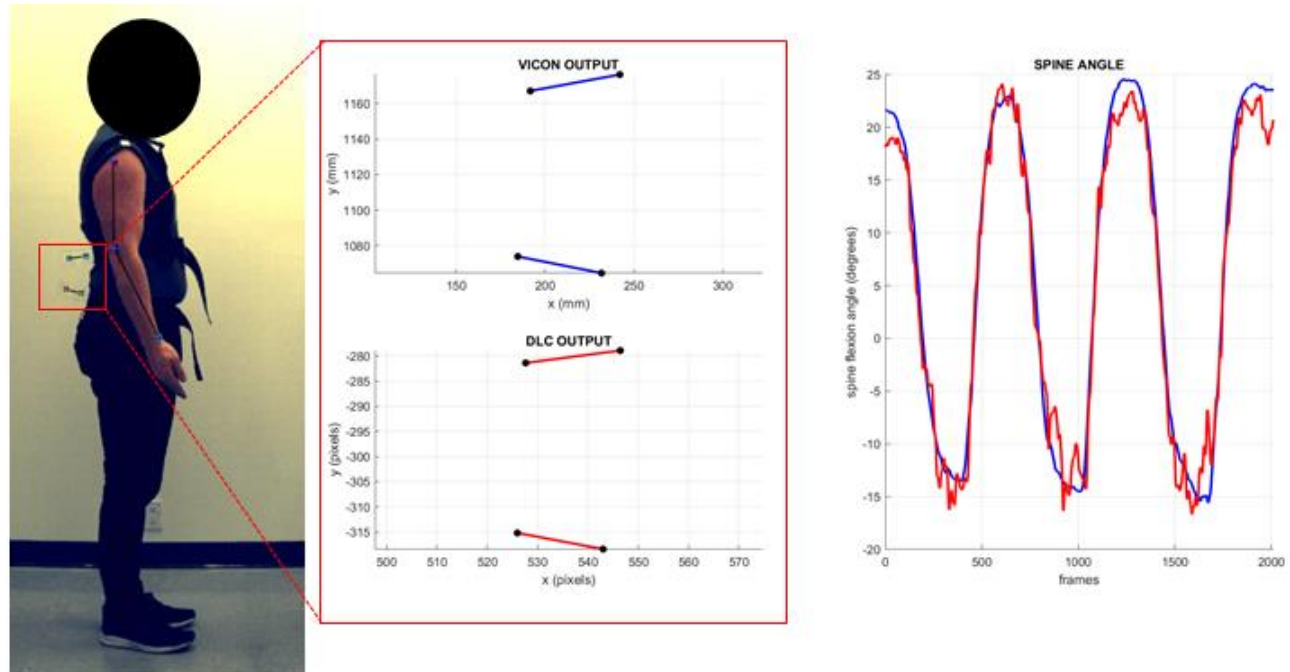 VICON OUTPUT
1160
1140
1120
1100
1080
y (mm)
150 200 250 300
x (mm)
DLC OUTPUT
-280
-285
-290
-295
-300
-305
-310
-315
y (pixels)
500 510 520 530 540 550 560 570
x (pixels)
SPINE ANGLE
25
20
15
10
5
0
-5
-10
-15
-20
spine flexion angle (degrees)
0 500 1000 1500 2000
frames